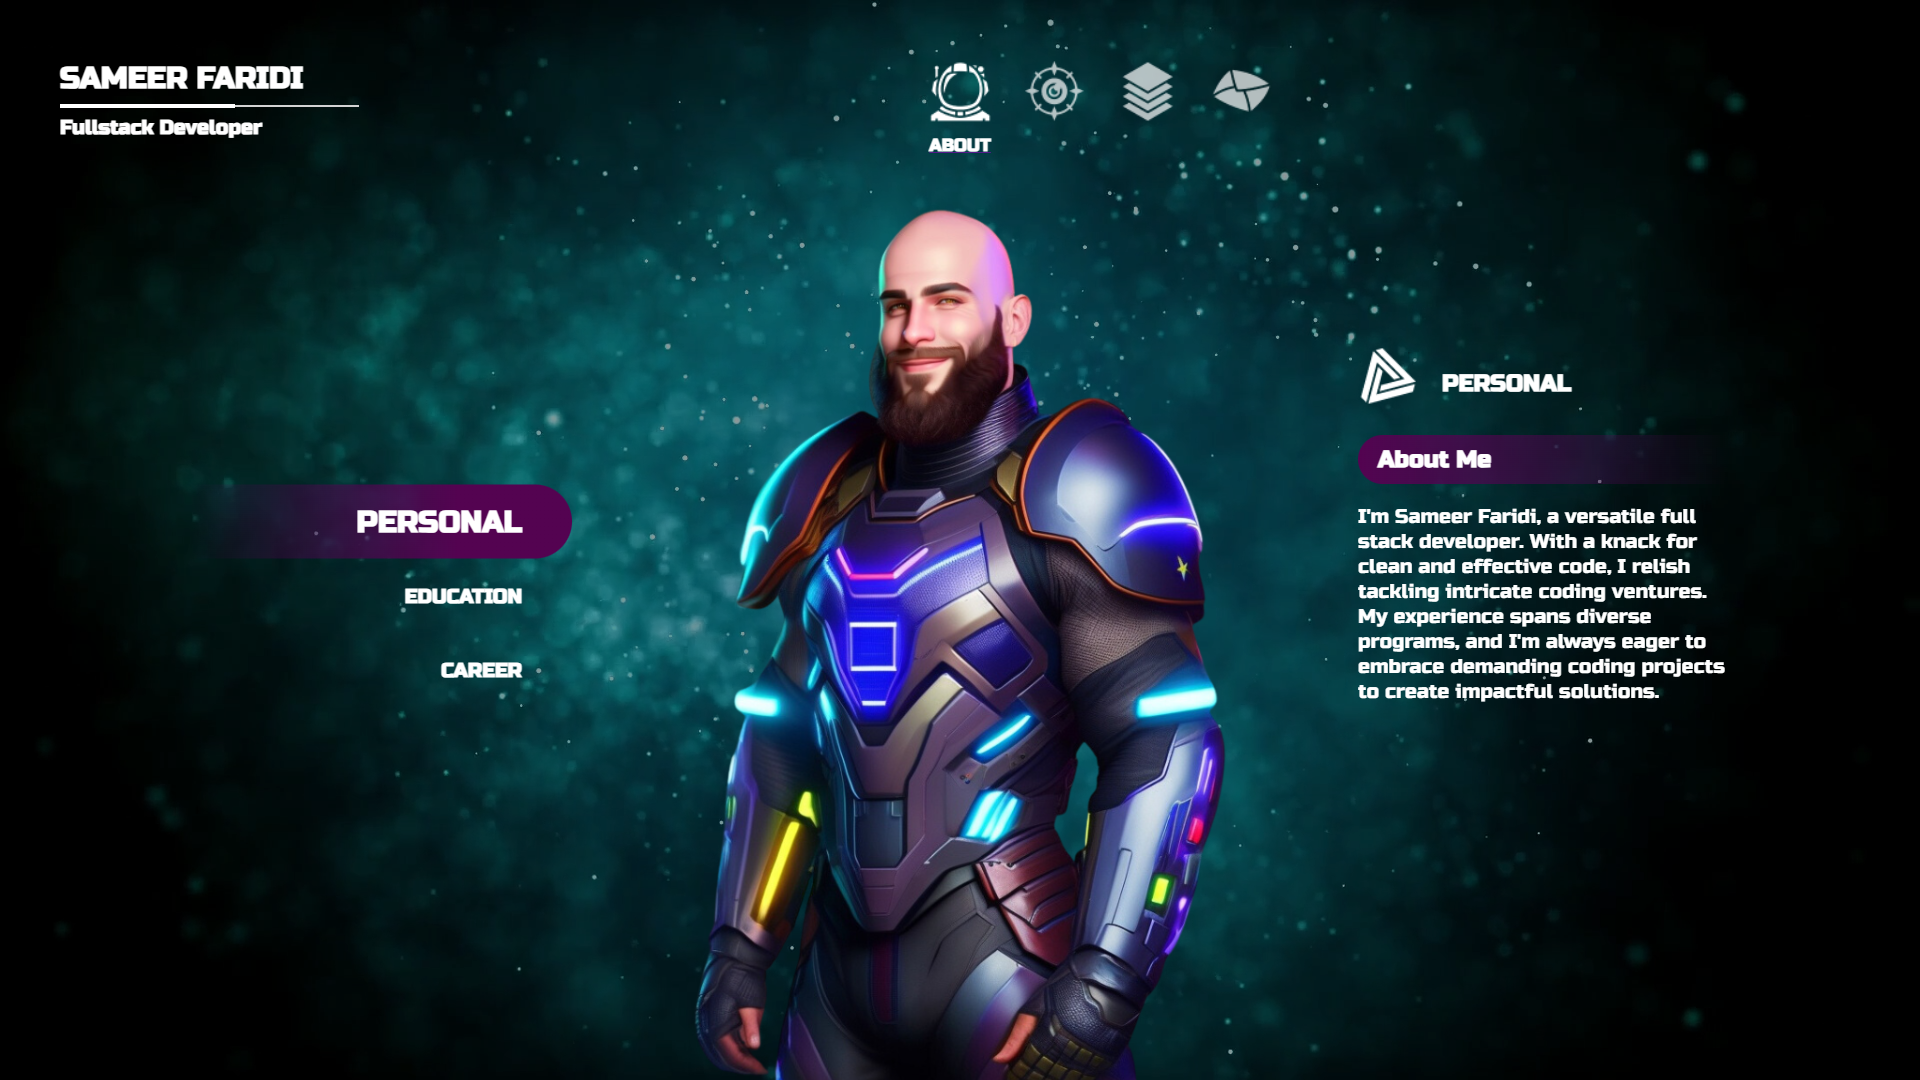 SAMEER FARIDI
Fullstack Developer
ABOUT
PERSONAL
EDUCATION
CAREER
PERSONAL
About Me
I'm Sameer Faridi, a versatile full
stack developer. With a knack for
clean and effective code, I relish
tackling intricate coding ventures.
My experience spans diverse
programs, and I'm always eager to
embrace demanding coding projects
to create impactful solutions.